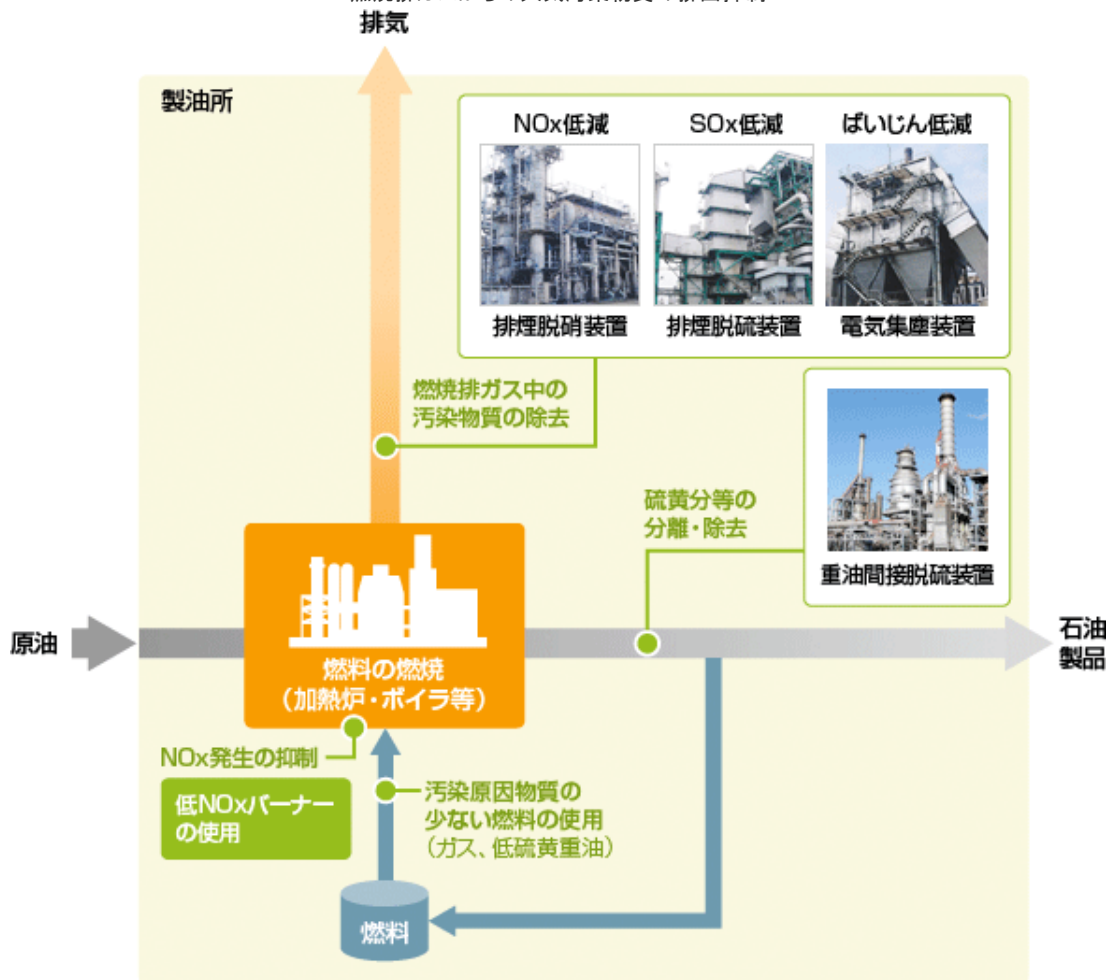 排気
製油所
NOx低減
SOx低減
ばいじん低減
排煙脱硝装置
排煙脱硫装置
電気集塵装置
燃焼排ガス中の
汚染物質の除去
硫黄分等の
分離・除去
重油間接脱硫装置
原油
石油
製品
燃料の燃焼
(加熱炉・ボイラ等)
NOx発生の抑制
低NOxバーナー
の使用
汚染原因物質の
少ない燃料の使用
(ガス、低硫黄重油)
燃料